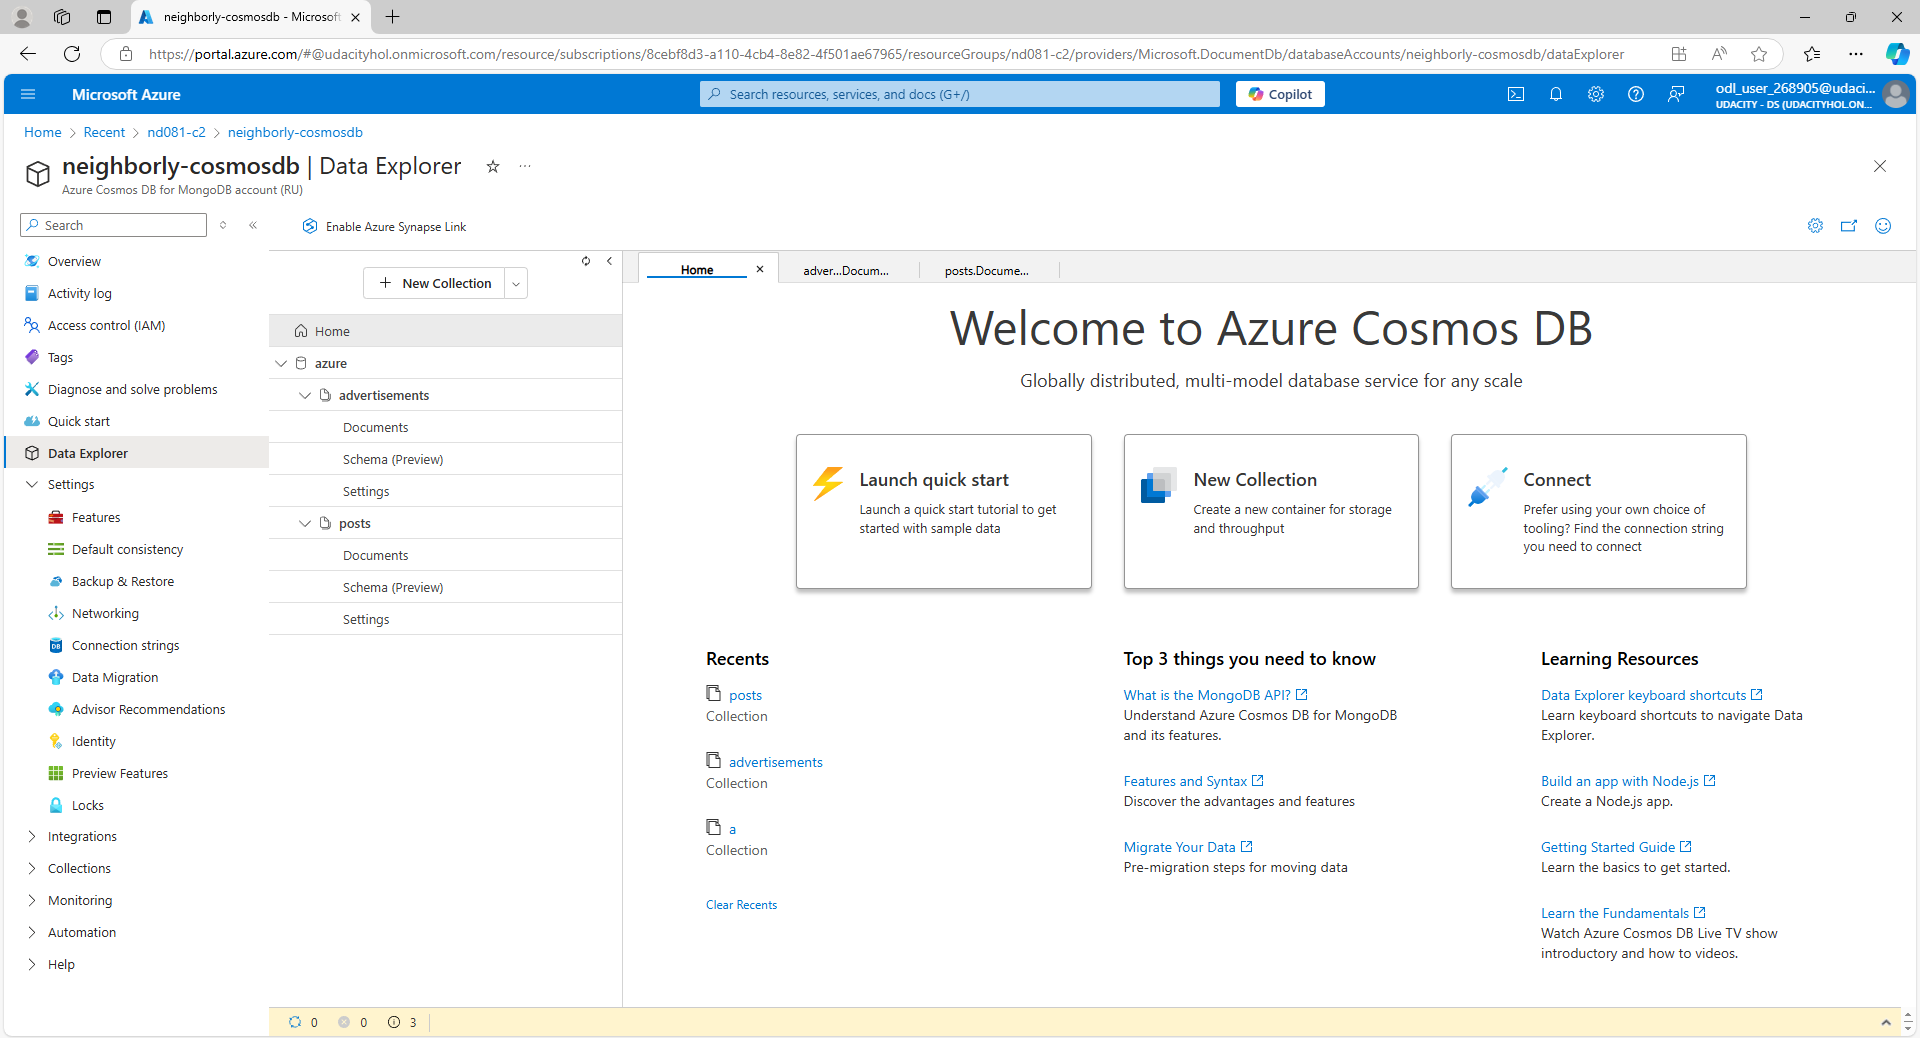 neighborly-cosmosdb - Microsoft
https://portal.azure.com/#@udacityhol.onmicrosoft.com/resource/subscriptions/8cebf8d3-a110-4cb4-8e82-4f501ae67965/resourceGroups/nd081-c2/providers/Microsoft.DocumentDb/databaseAccounts/neighborly-cosmosdb/dataExplorer
Microsoft Azure
Search resources, services, and docs (G+/)
Copilot
odl_user_268905@udaci...
UDACITY - DS (UDACITYHOL.ON...
Home > Recent > nd081-c2 > neighborly-cosmosdb
neighborly-cosmosdb | Data Explorer
Azure Cosmos DB for MongoDB account (RU)
Search
Enable Azure Synapse Link
Overview
Activity log
Access control (IAM)
Tags
Diagnose and solve problems
Quick start
Data Explorer
Settings
Features
Default consistency
Backup & Restore
Networking
Connection strings
Data Migration
Advisor Recommendations
Identity
Preview Features
Locks
Integrations
Collections
Monitoring
Automation
Help
New Collection
Home
azure
advertisements
Documents
Schema (Preview)
Settings
posts
Documents
Schema (Preview)
Settings
Home
adver...Docum...
posts.Docume...
Welcome to Azure Cosmos DB
Globally distributed, multi-model database service for any scale
Launch quick start
Launch a quick start tutorial to get
started with sample data
New Collection
Create a new container for storage
and throughput
Connect
Prefer using your own choice of
tooling? Find the connection string
you need to connect
Recents
posts
Collection
advertisements
Collection
a
Collection
Clear Recents
Top 3 things you need to know
What is the MongoDB API?
Understand Azure Cosmos DB for MongoDB
and its features.
Features and Syntax
Discover the advantages and features
Migrate Your Data
Pre-migration steps for moving data
Learning Resources
Data Explorer keyboard shortcuts
Learn keyboard shortcuts to navigate Data
Explorer.
Build an app with Node.js
Create a Node.js app.
Getting Started Guide
Learn the basics to get started.
Learn the Fundamentals
Watch Azure Cosmos DB Live TV show
introductory and how to videos.
0 0 3